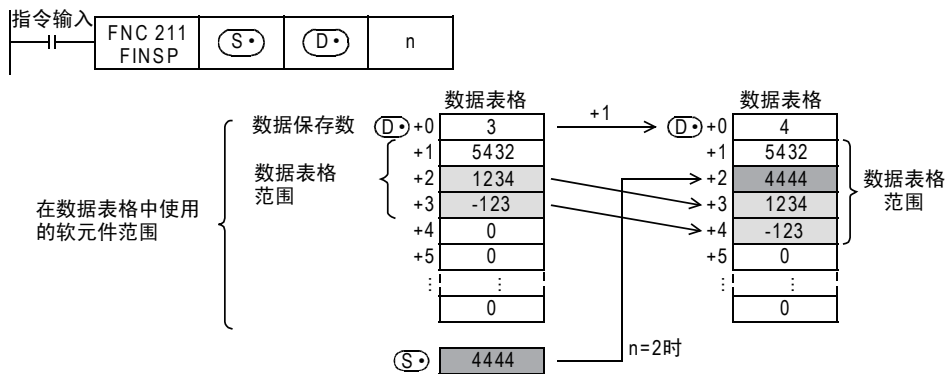 指令输入
FNC 211
FINSP
S•
D•
n
数据表格
数据表格
数据保存数
D• +0 3
+1
D• +0 4
+1 5432
+1 5432
数据表格
范围
+2 1234
+2 4444
数据表格
范围
+3 -123
+3 1234
在数据表格中使用
的软元件范围
+4 0
+4 -123
+5 0
+5 0
⋮ ⋮
⋮ ⋮
0
0
S• 4444
n=2时